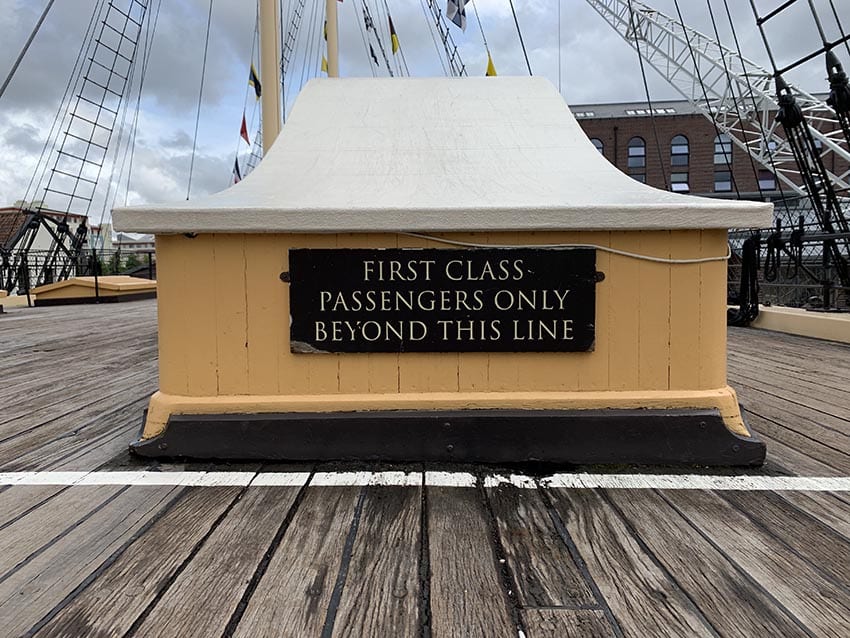 FIRST CLASS
PASSENGERS ONLY
BEYOND THIS LINE